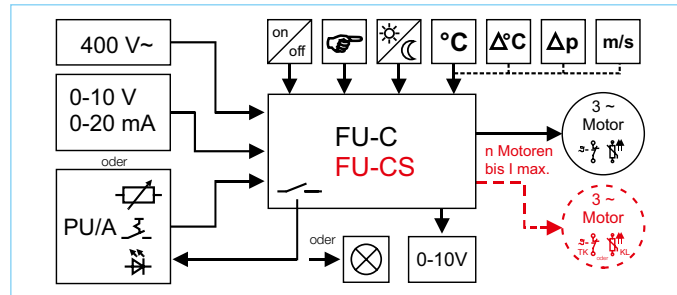 400 V~
on
off
°C
Δ°C
Δp
m/s
0-10 V
0-20 mA
oder
PU/A
FU-C
FU-CS
oder
0-10V
3 ~
Motor
n Motoren
bis I max.
3 ~
Motor
TK oder KL